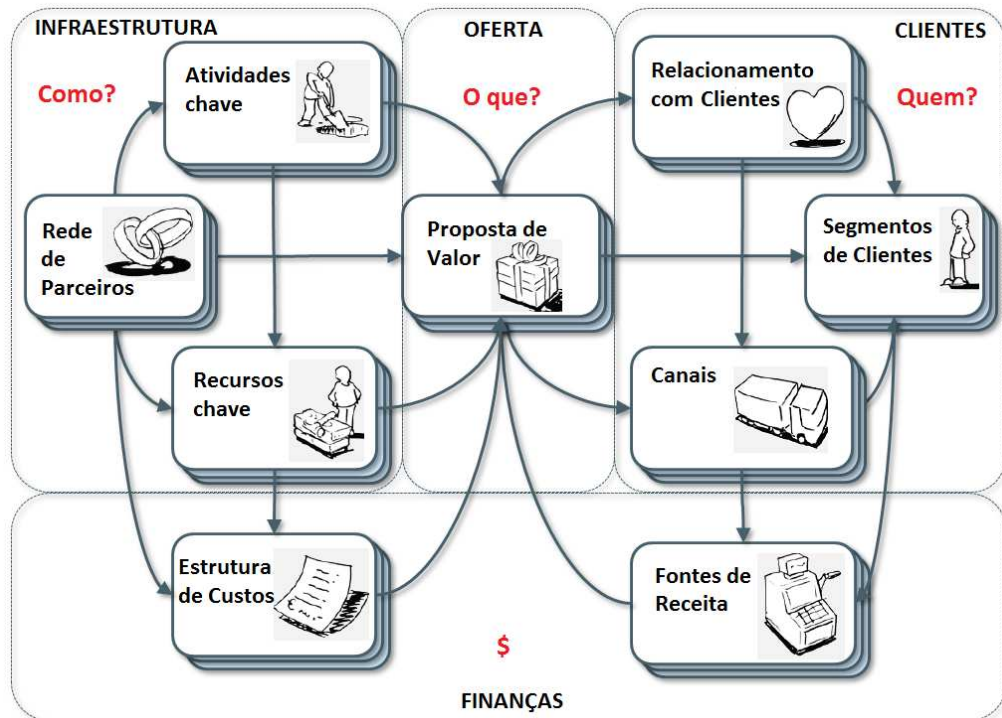 INFRAESTRUTURA
Como?
Atividades
chave
Rede
de
Parceiros
Recursos
chave
OFERTA
O que?
Proposta de
Valor
CLIENTES
Quem?
Relacionamento
com Clientes
Segmentos
de Clientes
Canais
Estrutura
de Custos
Fontes de
Receita
$
FINANÇAS